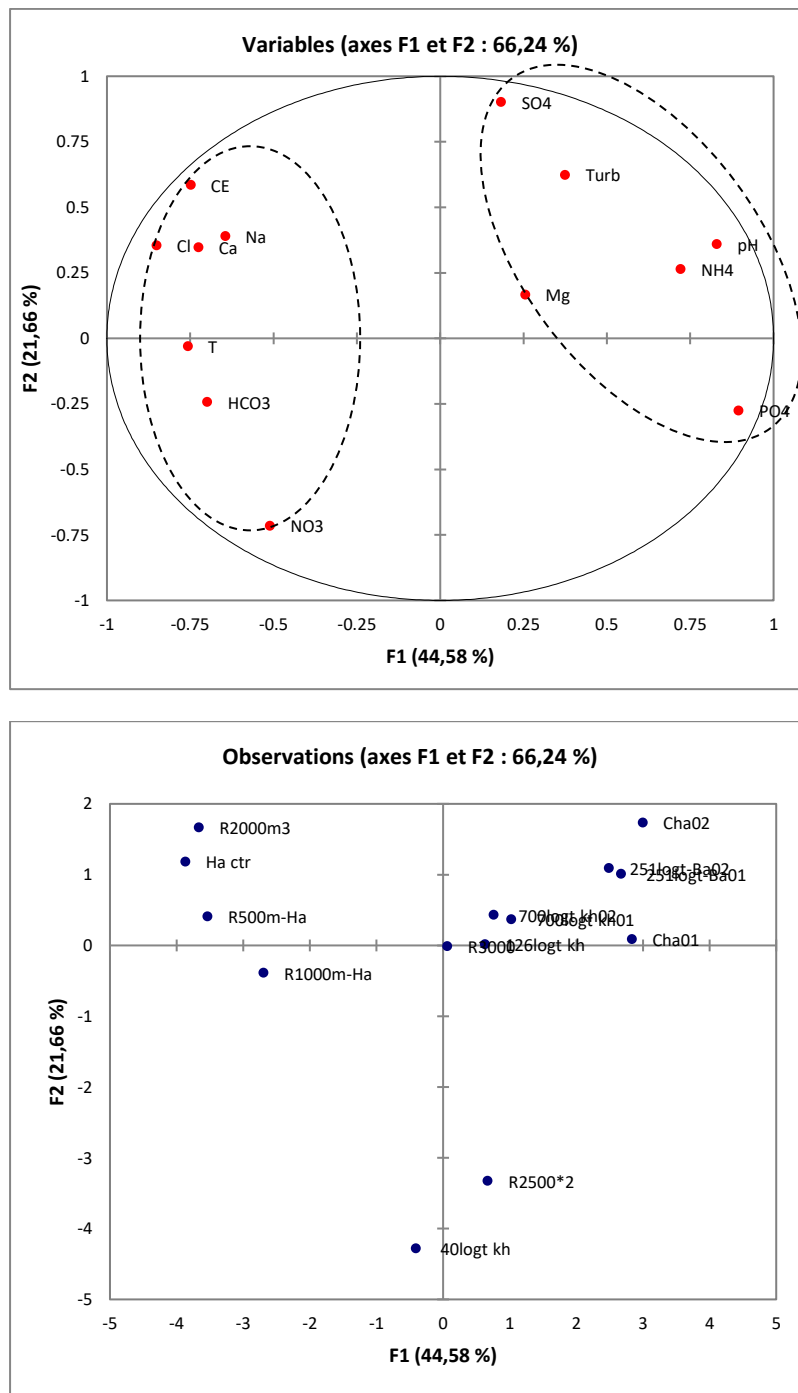 Variables (axes F1 et F2 : 66,24 %)
1
SO4
0.75
Turb
CE
0.5
Na
Cl
Ca
pH
0.25
NH4
Mg
0
T
HCO3
-0.25
PO4
-0.5
NO3
-0.75
-1
-1
-0.75
-0.5
-0.25
0
0.25
0.5
0.75
1
F2 (21,66 %)
F1 (44,58 %)
Observations (axes F1 et F2 : 66,24 %)
2
R2000m3
Cha02
Ha ctr
251logt-Ba02
1
251logt-Ba01
R500m-Ha
700logt kh02
700logt kh01
0
R3000
126logt kh
Cha01
R1000m-Ha
-1
-2
-3
R2500*2
-4
40logt kh
-5
-5
-4
-3
-2
-1
0
1
2
3
4
5
F2 (21,66 %)
F1 (44,58 %)